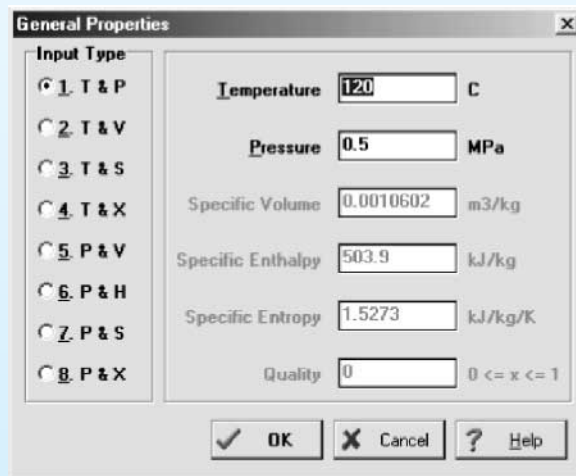 General Properties
Input Type
1. T & P
2. T & V
3. T & S
4. T & X
5. P & V
6. P & H
7. P & S
8. P & X
Temperature 120 C
Pressure 0.5 MPa
Specific Volume 0.0010602 m3/kg
Specific Enthalpy 503.9 kJ/kg
Specific Entropy 1.5273 kJ/kg/K
Quality 0 0 <= x <= 1
OK Cancel ? Help